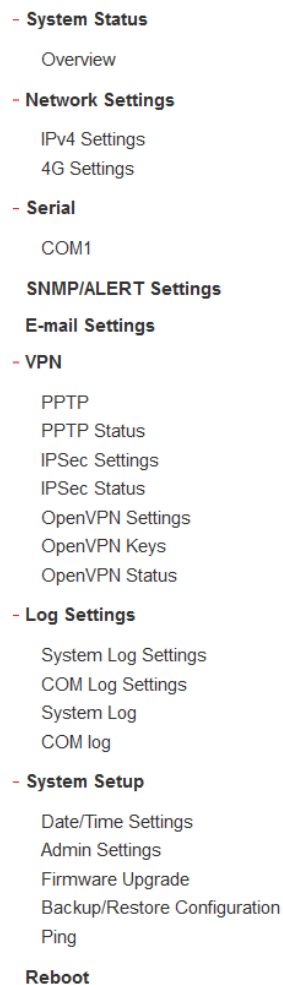 - System Status
Overview
- Network Settings
IPv4 Settings
4G Settings
- Serial
COM1
SNMP/ALERT Settings
E-mail Settings
- VPN
PPTP
PPTP Status
IPSec Settings
IPSec Status
OpenVPN Settings
OpenVPN Keys
OpenVPN Status
- Log Settings
System Log Settings
COM Log Settings
System Log
COM log
- System Setup
Date/Time Settings
Admin Settings
Firmware Upgrade
Backup/Restore Configuration
Ping
Reboot